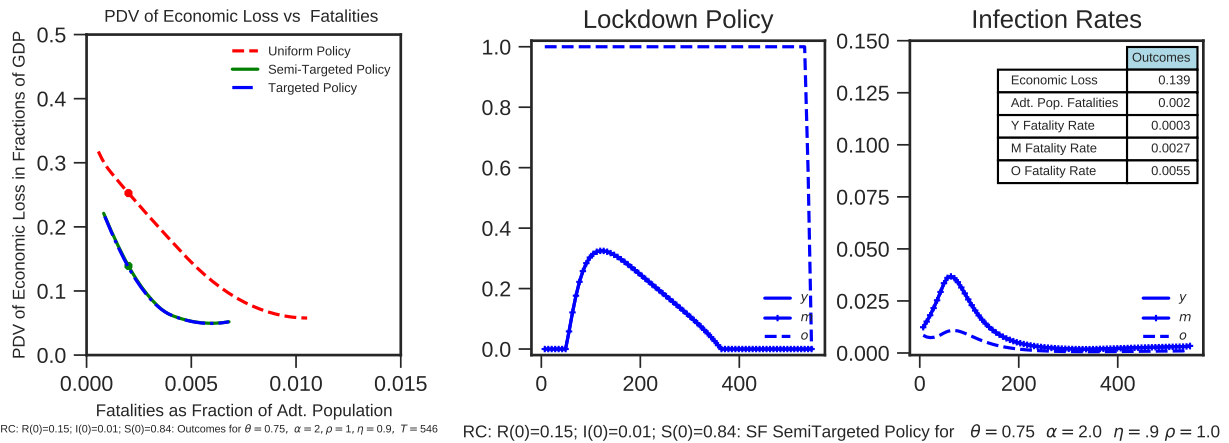 PDV of Economic Loss vs Fatalities
PDV of Economic Loss in Fractions of GDP
0.5
0.4
0.3
0.2
0.1
0.0
Uniform Policy
Semi-Targeted Policy
Targeted Policy
0.000 0.005 0.010 0.015
Fatalities as Fraction of Adt. Population
RC: R(0)=0.15; I(0)=0.01; S(0)=0.84: Outcomes for θ = 0.75, α = 2, ρ = 1, η = 0.9, T = 546
Lockdown Policy
1.0
0.8
0.6
0.4
0.2
0.0
y
m
o
0 200 400
Infection Rates
0.150
0.125
0.100
0.075
0.050
0.025
0.000
Outcomes
Economic Loss 0.139
Adt. Pop. Fatalities 0.002
Y Fatality Rate 0.0003
M Fatality Rate 0.0027
O Fatality Rate 0.0055
y
m
o
0 200 400
RC: R(0)=0.15; I(0)=0.01; S(0)=0.84: SF SemiTargeted Policy for θ = 0.75 α = 2.0 η = .9 ρ = 1.0